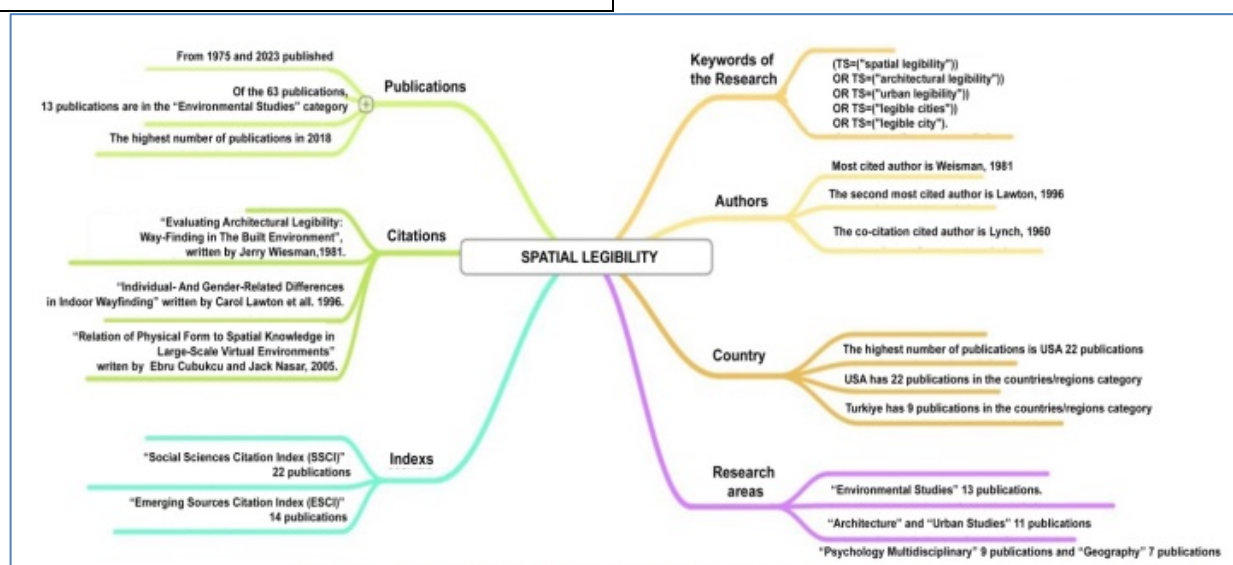 From 1975 and 2023 published
Of the 63 publications,
13 publications are in the “Environmental Studies” category
The highest number of publications in 2018
Publications
“Evaluating Architectural Legibility:
Way-Finding in The Built Environment”,
written by Jerry Wiesman,1981.
“Individual- And Gender-Related Differences
in Indoor Wayfinding” written by Carol Lawton et all. 1996.
“Relation of Physical Form to Spatial Knowledge in
Large-Scale Virtual Environments”
writen by Ebru Cubukcu and Jack Nasar, 2005.
Citations
“Social Sciences Citation Index (SSCI)”
22 publications
“Emerging Sources Citation Index (ESCI)”
14 publications
Indexs
SPATIAL LEGIBILITY
Keywords of
the Research
(TS=("spatial legibility"))
OR TS=("architectural legibility"))
OR TS=("urban legibility"))
OR TS=("legible cities"))
OR TS=("legible city").
Authors
Most cited author is Weisman, 1981
The second most cited author is Lawton, 1996
The co-citation cited author is Lynch, 1960
Country
The highest number of publications is USA 22 publications
USA has 22 publications in the countries/regions category
Turkiye has 9 publications in the countries/regions category
Research
areas
“Environmental Studies” 13 publications.
“Architecture” and “Urban Studies” 11 publications
“Psychology Multidisciplinary” 9 publications and “Geography” 7 publications